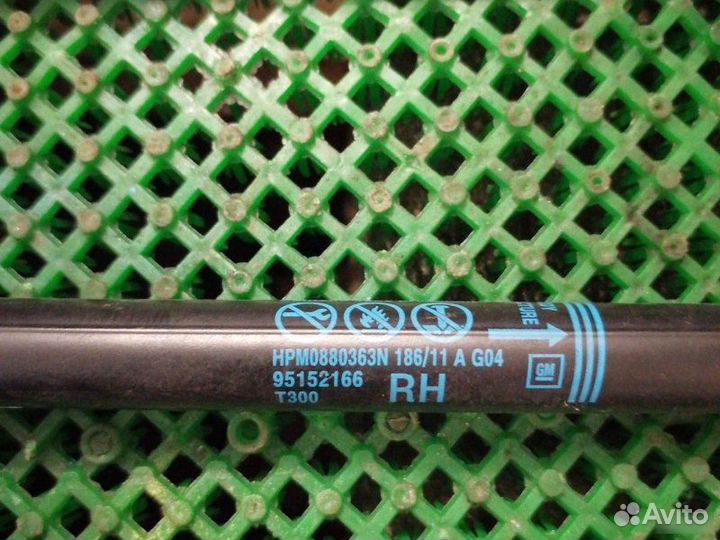 HPM0880363N 186/11 A G04
95152166
T300
RH
GM
Avito